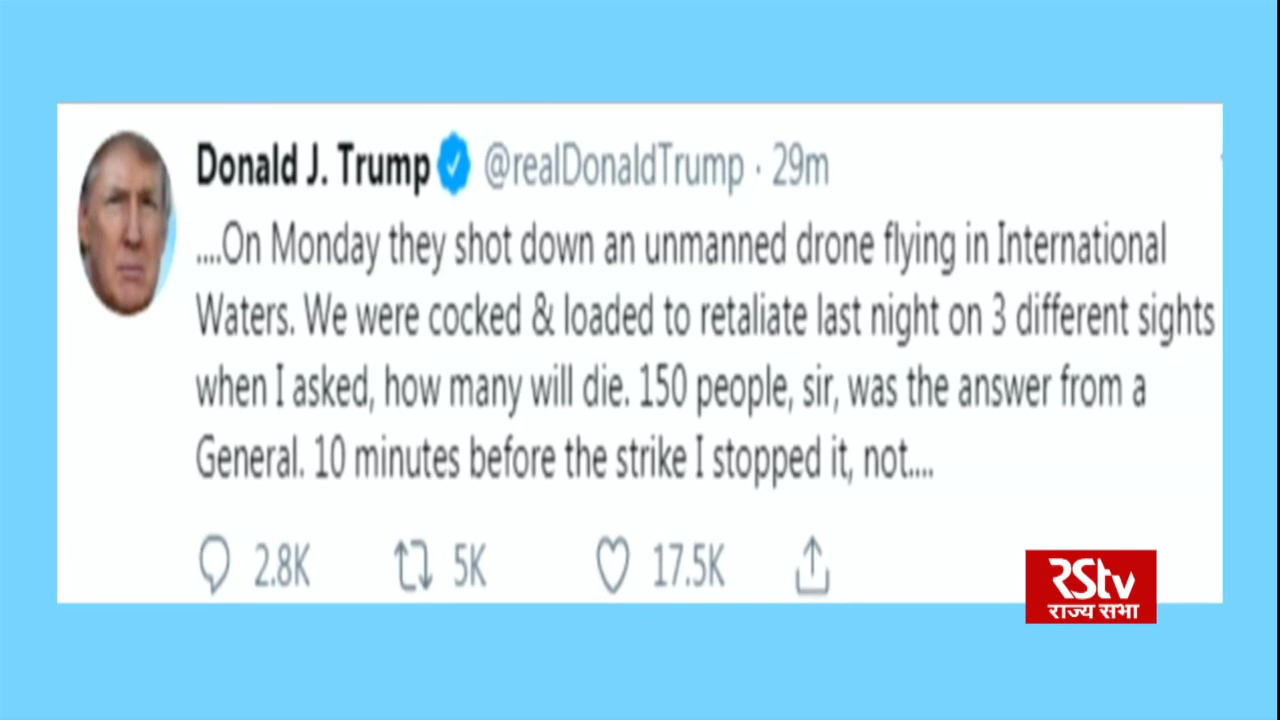 Donald J. Trump @realDonaldTrump · 29m
....On Monday they shot down an unmanned drone flying in International
Waters. We were cocked & loaded to retaliate last night on 3 different sights
when I asked, how many will die. 150 people, sir, was the answer from a
General. 10 minutes before the strike I stopped it, not....
2.8K 5K 17.5K
RStv
राज्य सभा